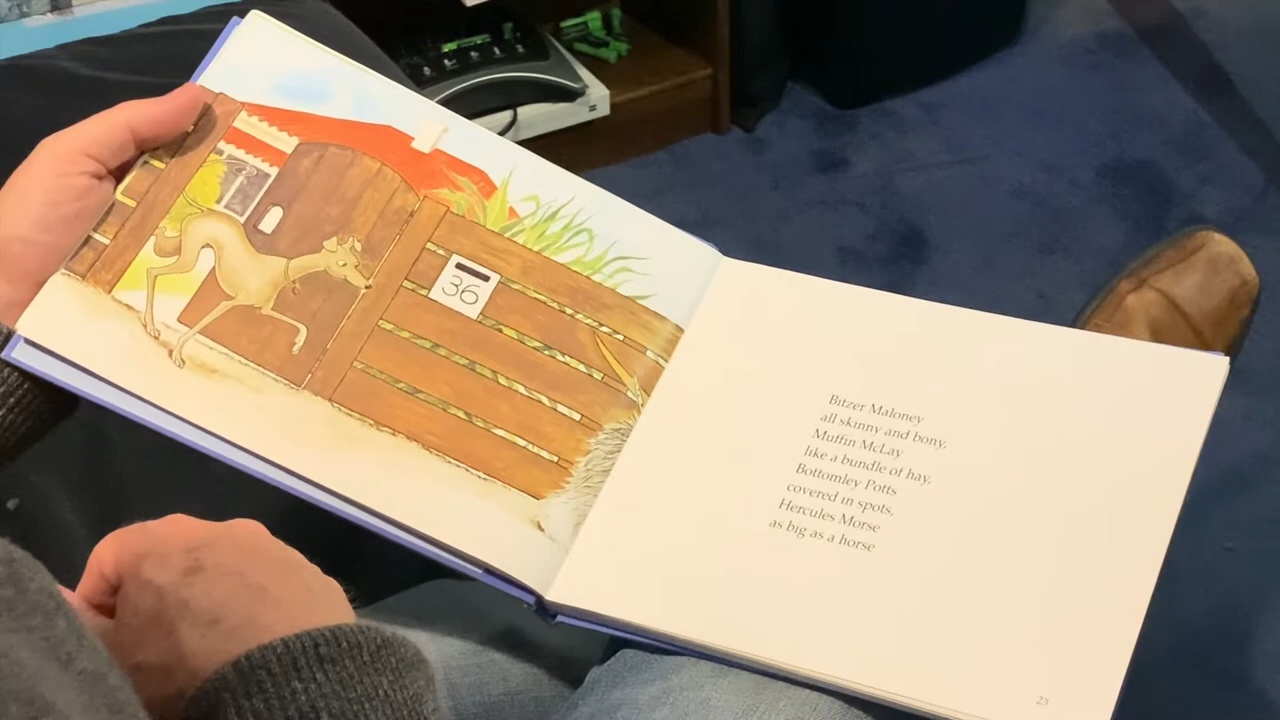 36
Bitzer Maloney
all skinny and bony,
Muffin McLay
like a bundle of hay,
Bottomley Potts
covered in spots,
Hercules Morse
as big as a horse
23